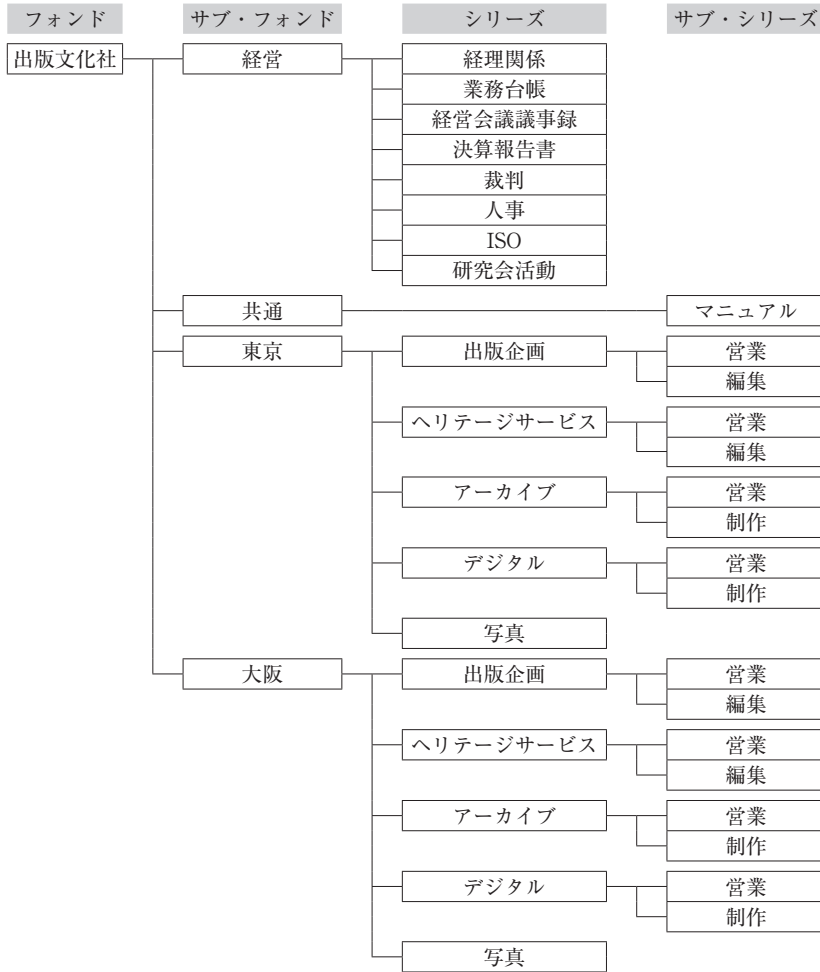 フォンド サブ・フォンド シリーズ サブ・シリーズ
出版文化社 経営 経理関係
業務台帳
経営会議議事録
決算報告書
裁判
人事
ISO
研究会活動
共通 マニュアル
東京 出版企画 営業
編集
ヘリテージサービス 営業
編集
アーカイブ 営業
制作
デジタル 営業
制作
写真
大阪 出版企画 営業
編集
ヘリテージサービス 営業
編集
アーカイブ 営業
制作
デジタル 営業
制作
写真